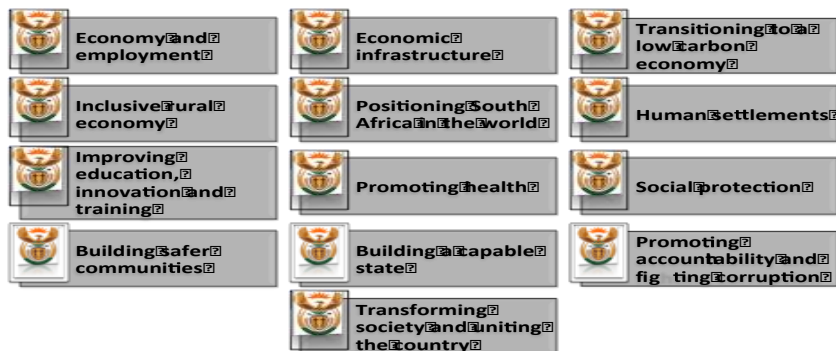 Economy and
employment
Economic
infrastructure
Transitioning to a
low carbon
economy
Inclusive rural
economy
Positioning South
Africa in the world
Human settlements
Improving
education,
innovation and
training
Promoting health
Social protection
Building safer
communities
Building a capable
state
Promoting
accountability and
fighting corruption
Transforming
society and uniting
the country